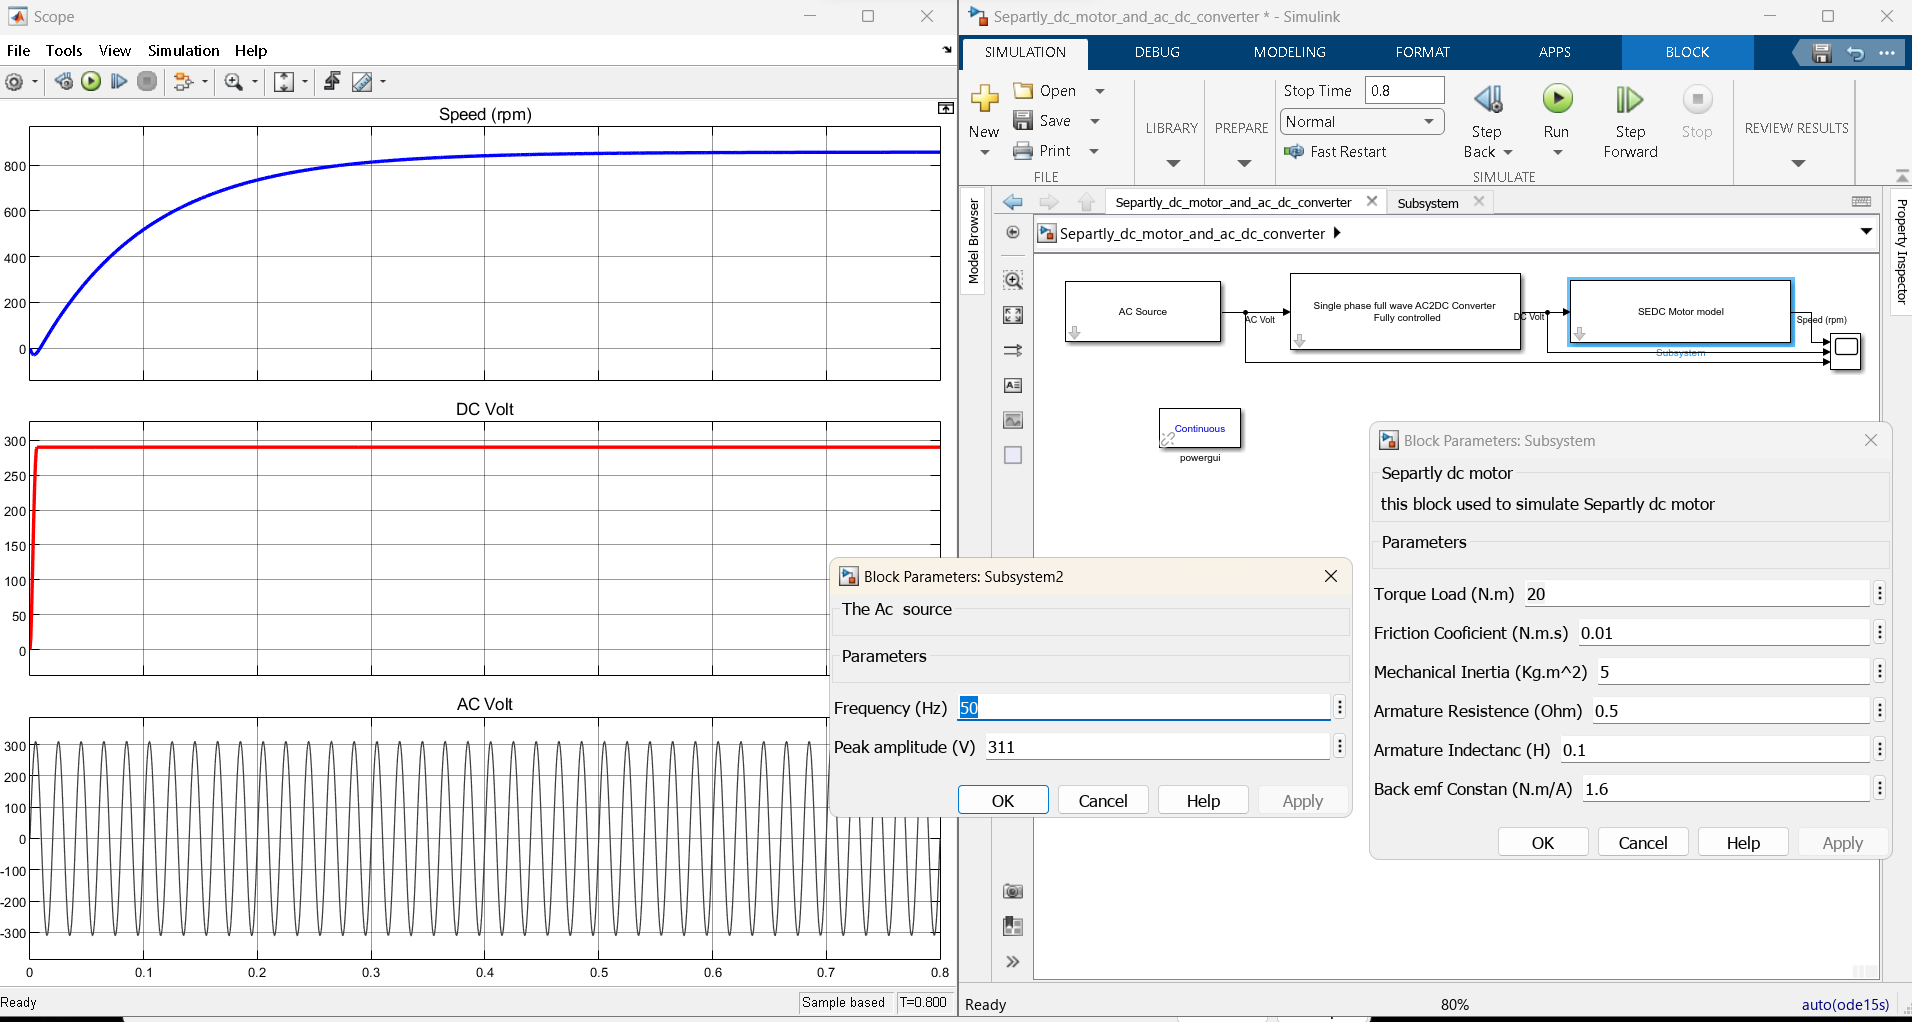 Scope
File Tools View Simulation Help
Speed (rpm)
800
600
400
200
0
DC Volt
300
250
200
150
100
50
0
AC Volt
300
200
100
0
-100
-200
-300
0 0.1 0.2 0.3 0.4 0.5 0.6 0.7 0.8
Ready
Sample based T=0.800
Separtly_dc_motor_and_ac_dc_converter * - Simulink
SIMULATION DEBUG MODELING FORMAT APPS BLOCK
New
Open
Save
Print
FILE
LIBRARY
PREPARE
Stop Time 0.8
Normal
Fast Restart
Step Back
Run
Step Forward
Stop
SIMULATE
REVIEW RESULTS
Model Browser
Property Inspector
Separtly_dc_motor_and_ac_dc_converter
Subsystem
Separtly_dc_motor_and_ac_dc_converter
AC Source
AC Volt
Single phase full wave AC2DC Converter
Fully controlled
DC Volt
SEDC Motor model
Subsystem
Speed (rpm)
Continuous
powergui
Block Parameters: Subsystem2
The Ac source
Parameters
Frequency (Hz) 50
Peak amplitude (V) 311
OK Cancel Help Apply
Block Parameters: Subsystem
Separtly dc motor
this block used to simulate Separtly dc motor
Parameters
Torque Load (N.m) 20
Friction Cooficient (N.m.s) 0.01
Mechanical Inertia (Kg.m^2) 5
Armature Resistence (Ohm) 0.5
Armature Indectanc (H) 0.1
Back emf Constan (N.m/A) 1.6
OK Cancel Help Apply
Ready
80%
auto(ode15s)